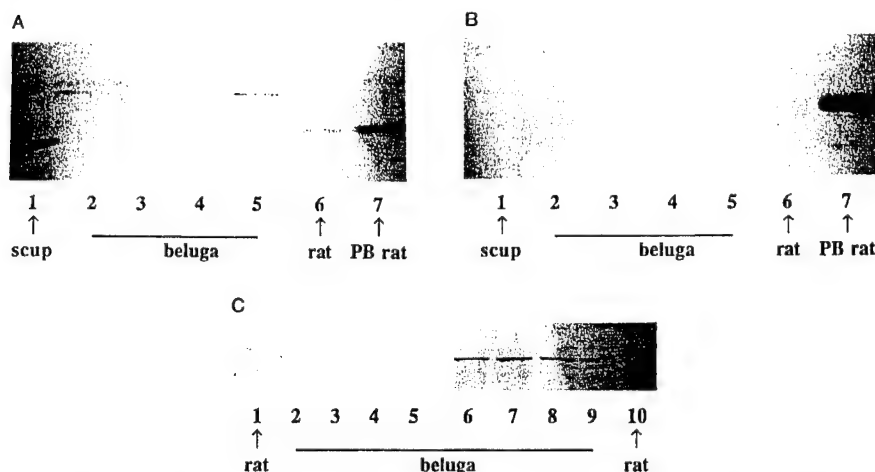 A
1 2 3 4 5 6 7
scup beluga rat PB rat
B
1 2 3 4 5 6 7
scup beluga rat PB rat
C
1 2 3 4 5 6 7 8 9 10
rat beluga rat